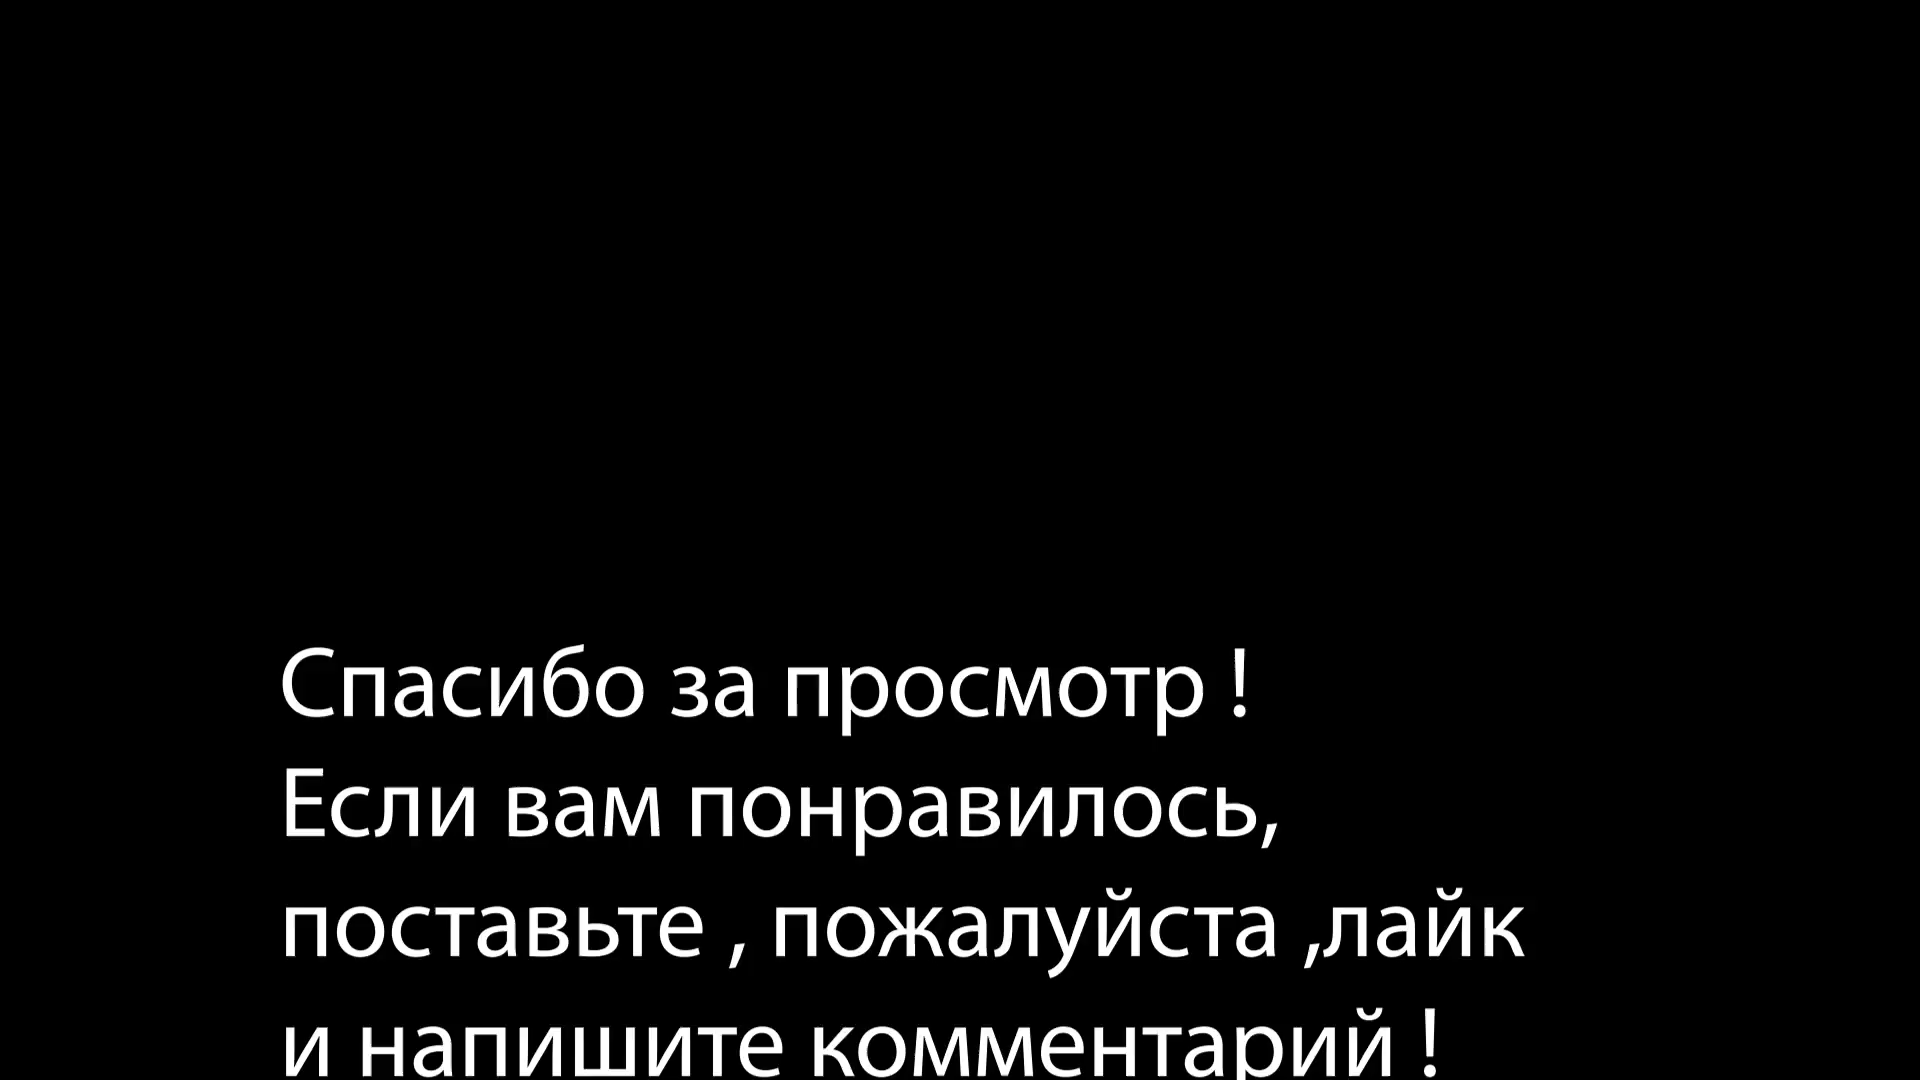 Спасибо за просмотр !
Если вам понравилось,
поставьте , пожалуйста ,лайк
и напишите комментарий !